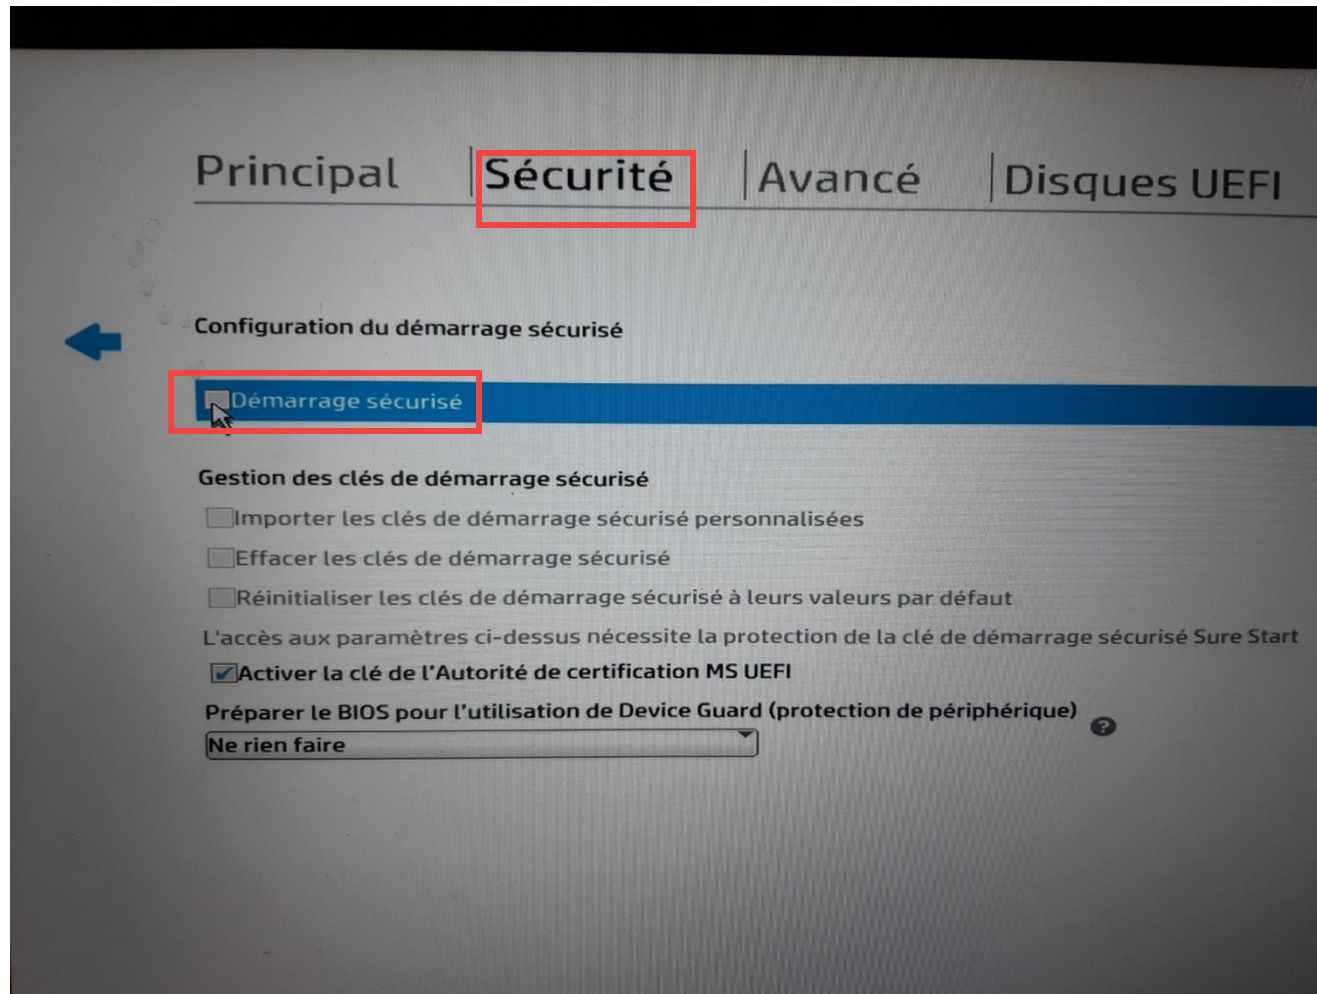 Principal
Sécurité
Avancé
Disques UEFI
Configuration du démarrage sécurisé
Démarrage sécurisé
Gestion des clés de démarrage sécurisé
Importer les clés de démarrage sécurisé personnalisées
Effacer les clés de démarrage sécurisé
Réinitialiser les clés de démarrage sécurisé à leurs valeurs par défaut
L'accès aux paramètres ci-dessus nécessite la protection de la clé de démarrage sécurisé Sure Start
Activer la clé de l'Autorité de certification MS UEFI
Préparer le BIOS pour l'utilisation de Device Guard (protection de périphérique)
?
Ne rien faire